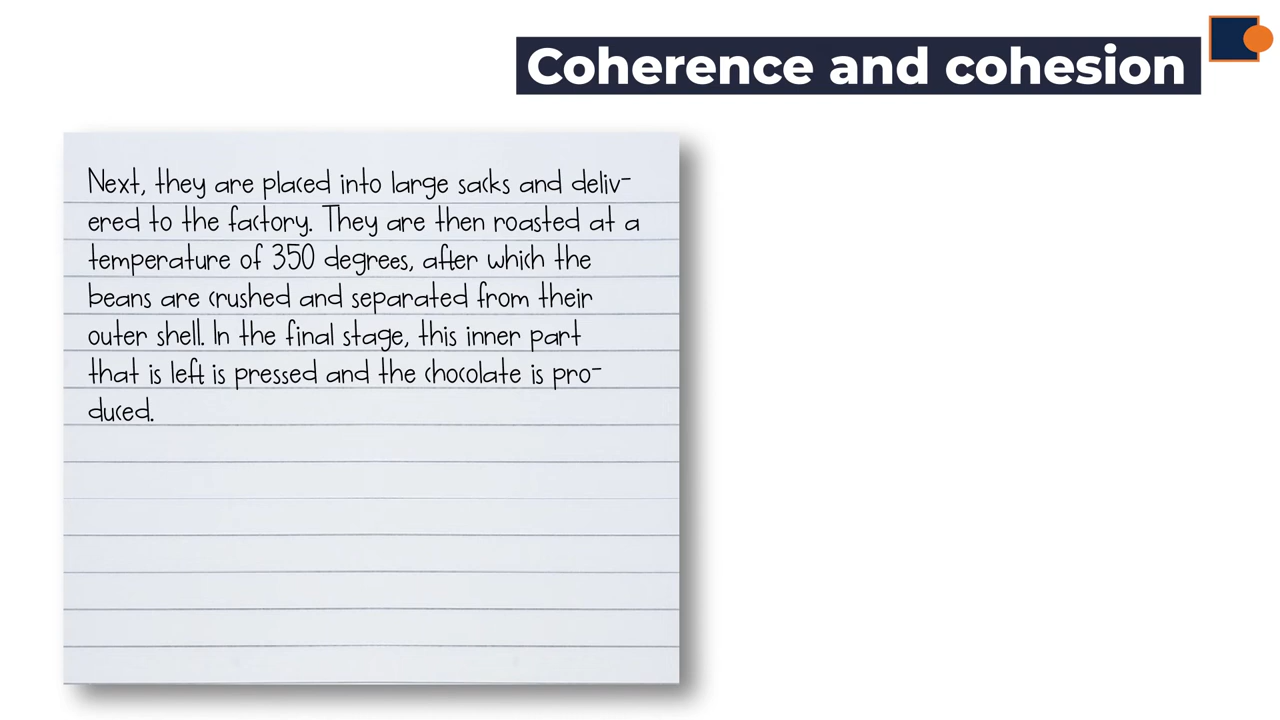 Coherence and cohesion
Next, they are placed into large sacks and deliv-
ered to the factory. They are then roasted at a
temperature of 350 degrees, after which the
beans are crushed and separated from their
outer shell. In the final stage, this inner part
that is left is pressed and the chocolate is pro-
duced.